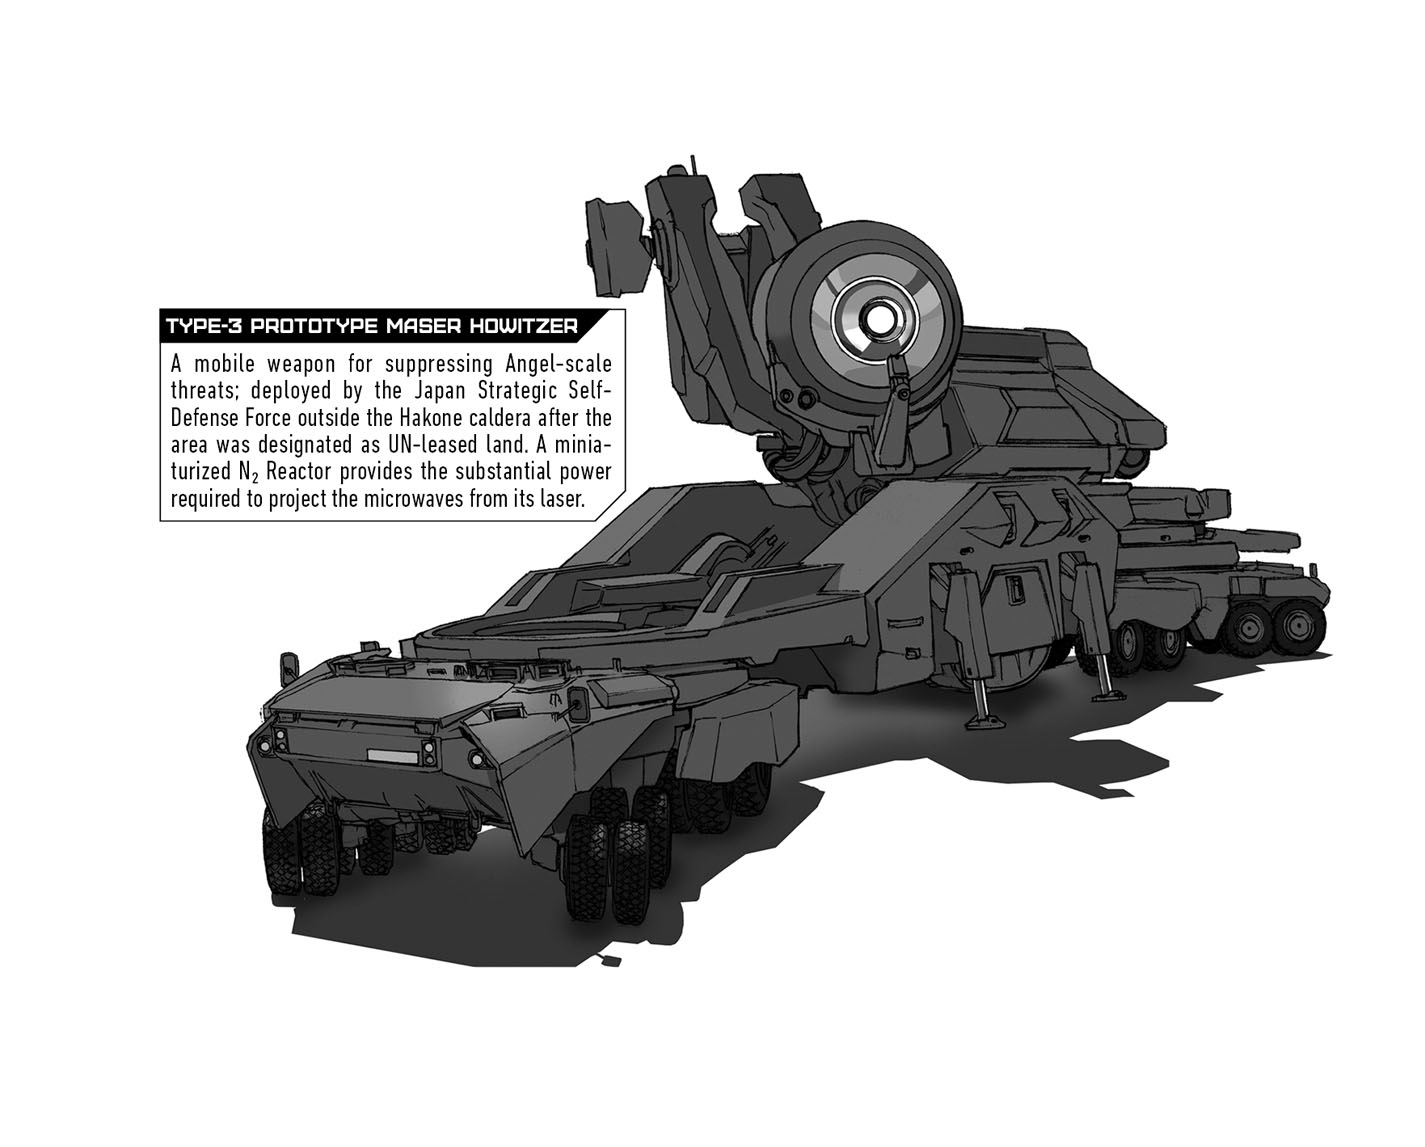 TYPE-3 PROTOTYPE MASER HOWITZER
A mobile weapon for suppressing Angel-scale
threats; deployed by the Japan Strategic Self-
Defense Force outside the Hakone caldera after the
area was designated as UN-leased land. A minia-
turized N₂ Reactor provides the substantial power
required to project the microwaves from its laser.